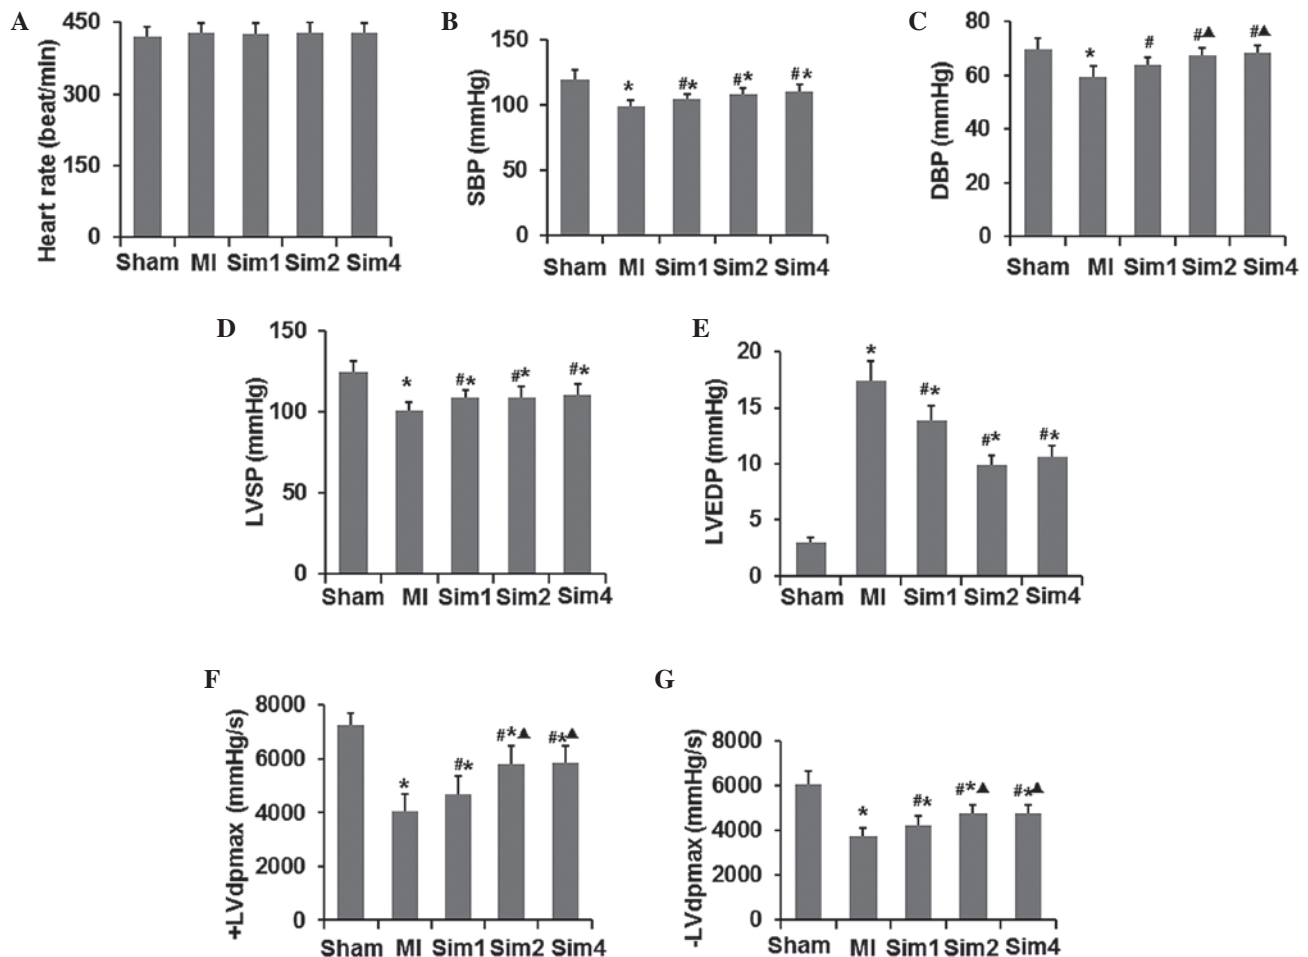 A
Heart rate (beat/min)
450
300
150
0
Sham MI Sim1 Sim2 Sim4
B
SBP (mmHg)
150
100
50
0
* #* #* #*
Sham MI Sim1 Sim2 Sim4
C
DBP (mmHg)
80
60
40
20
0
* # #▲ #▲
Sham MI Sim1 Sim2 Sim4
D
LVSP (mmHg)
150
100
50
0
* #* #* #*
Sham MI Sim1 Sim2 Sim4
E
LVEDP (mmHg)
20
15
10
5
0
* #* #* #*
Sham MI Sim1 Sim2 Sim4
F
+LVdpmax (mmHg/s)
8000
6000
4000
2000
0
* #* #*▲ #*▲
Sham MI Sim1 Sim2 Sim4
G
-LVdpmax (mmHg/s)
8000
6000
4000
2000
0
* #* #*▲ #*▲
Sham MI Sim1 Sim2 Sim4